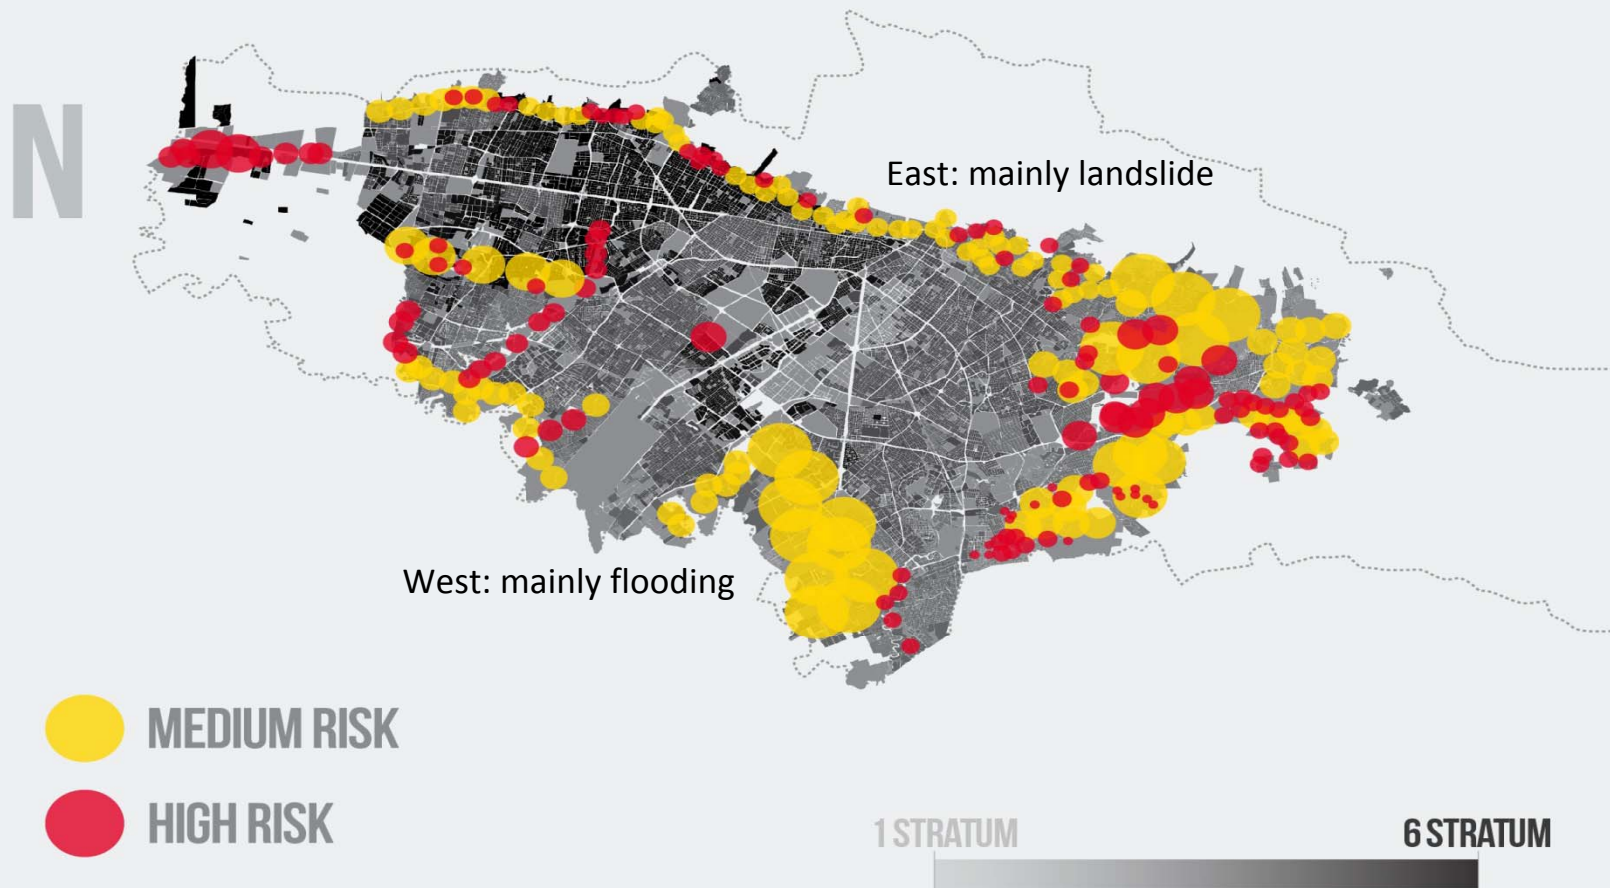 N
East: mainly landslide
West: mainly flooding
MEDIUM RISK
HIGH RISK
1 STRATUM
6 STRATUM